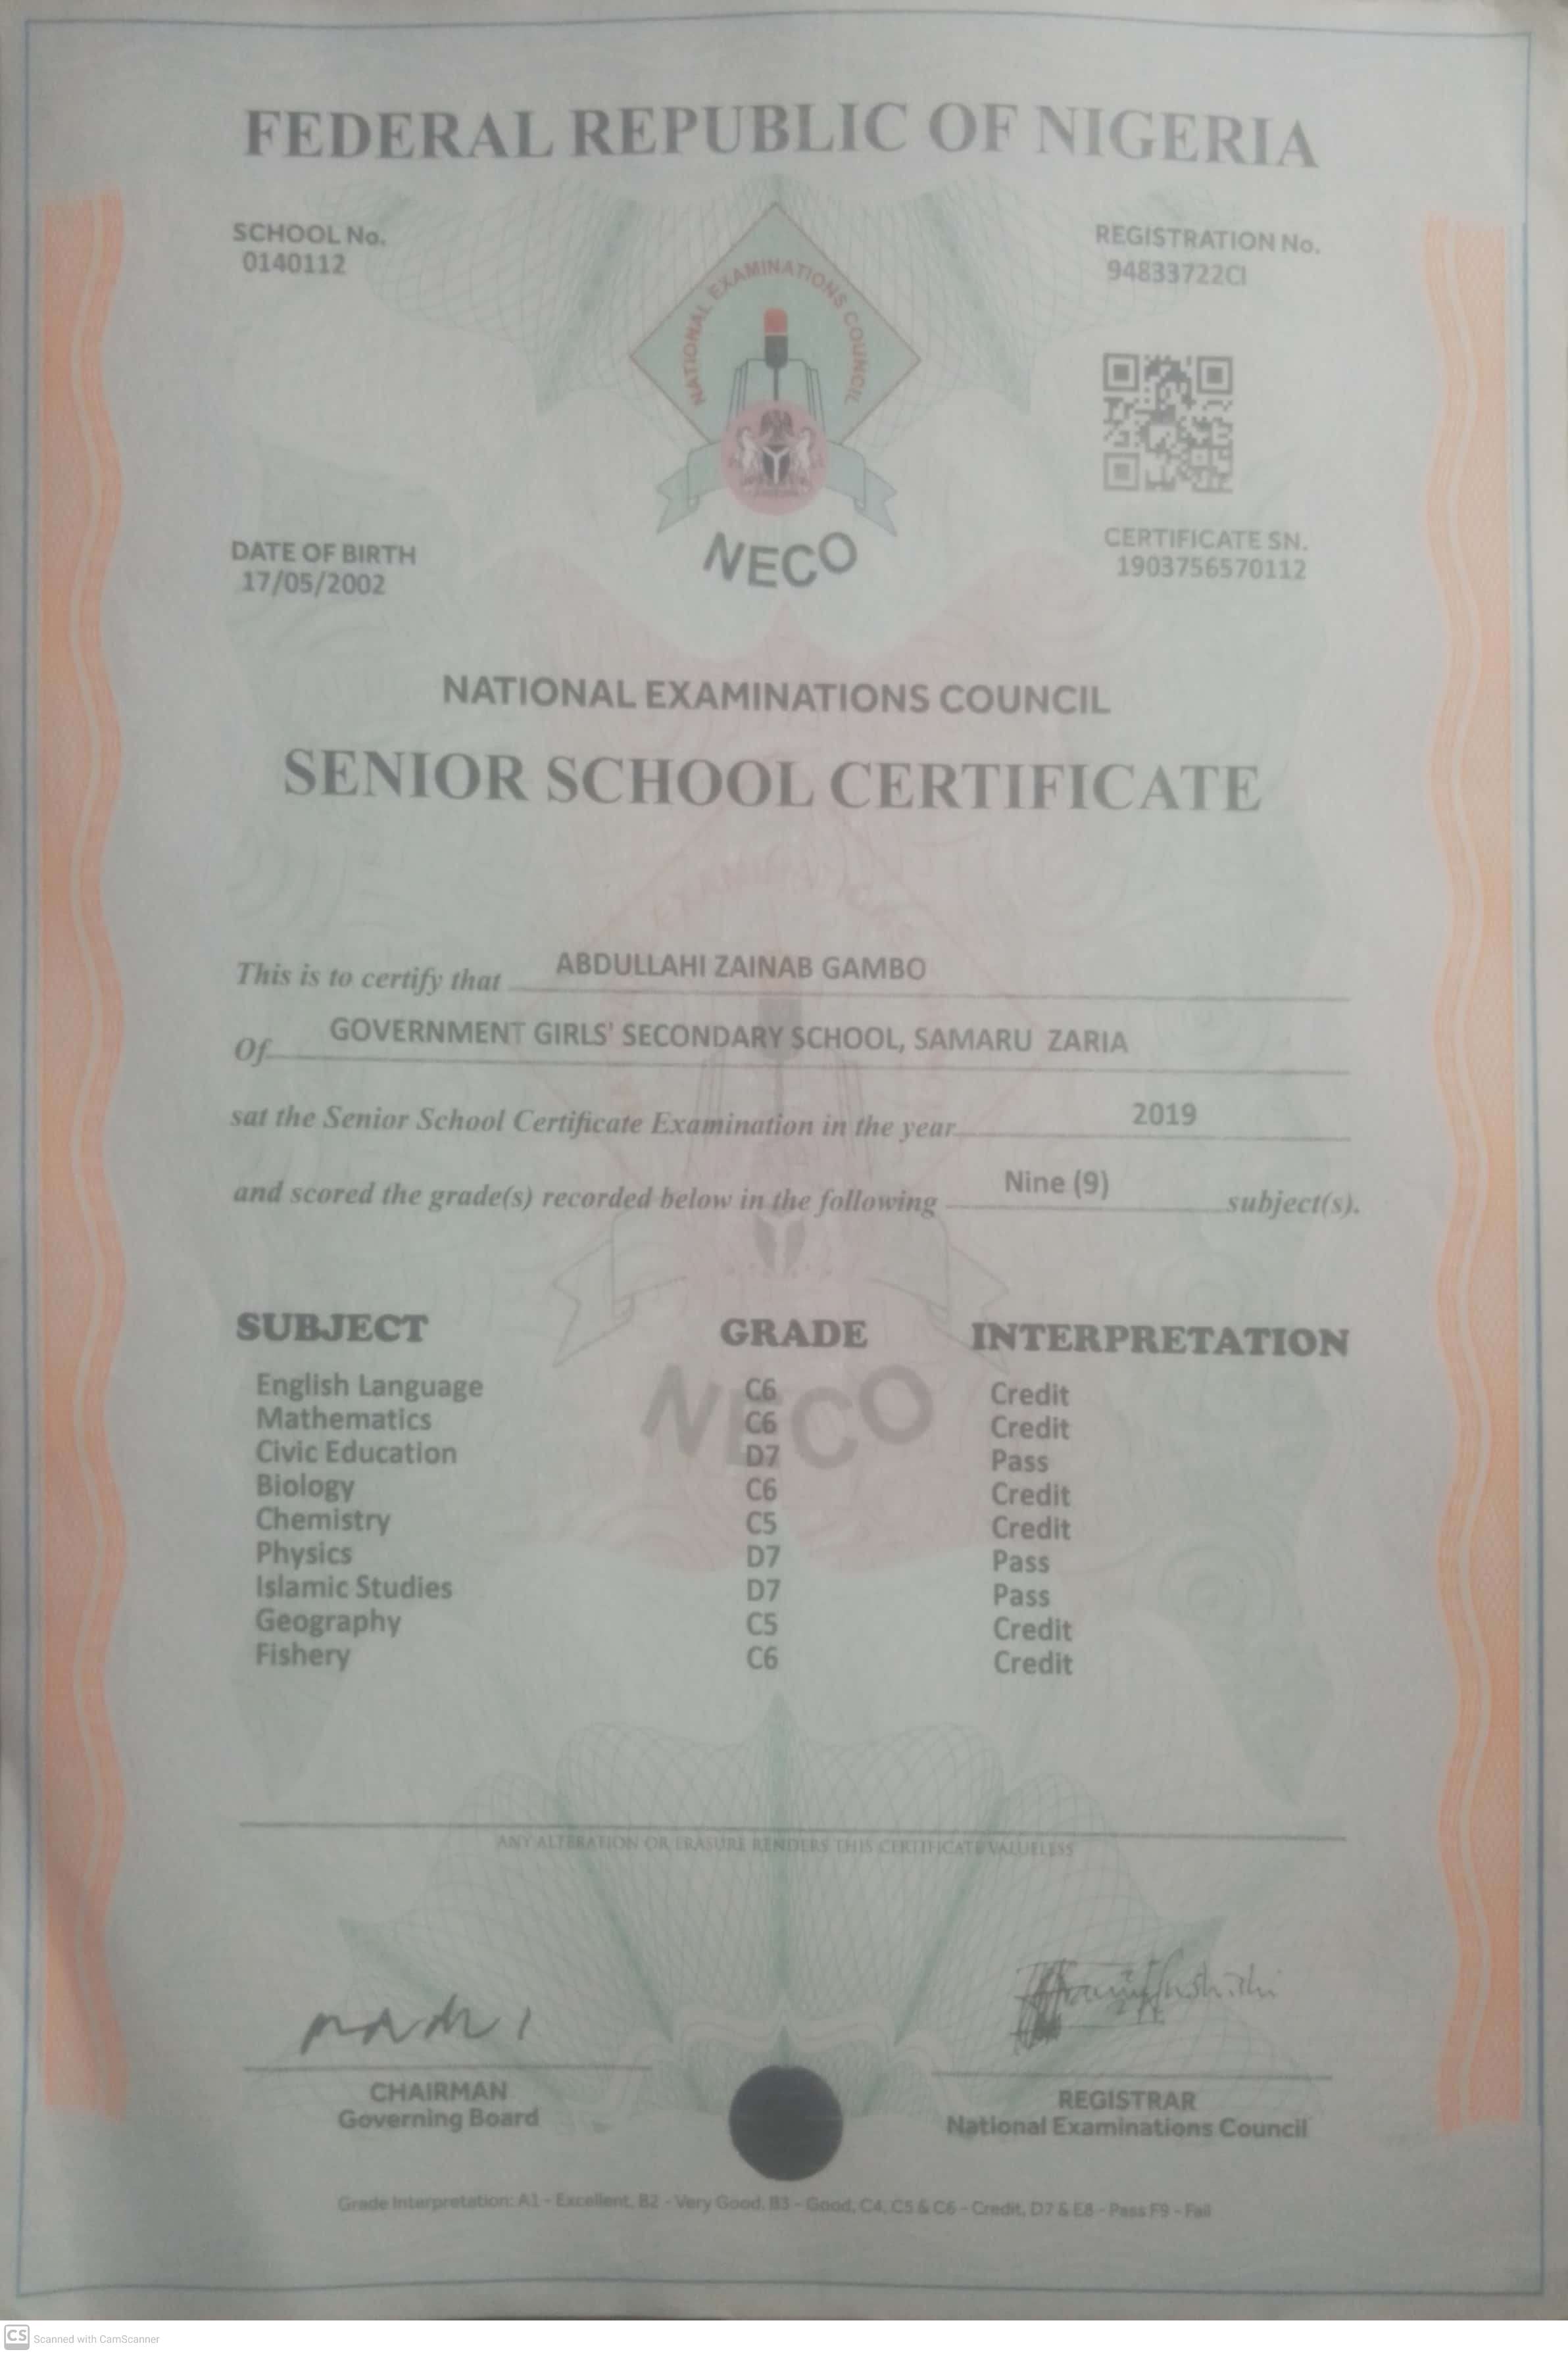 FEDERAL REPUBLIC OF NIGERIA
SCHOOL No.
0140112
REGISTRATION No.
94833722CI
NATIONAL EXAMINATIONS COUNCIL
NECO
DATE OF BIRTH
17/05/2002
CERTIFICATE SN.
1903756570112
NATIONAL EXAMINATIONS COUNCIL
SENIOR SCHOOL CERTIFICATE
This is to certify that ABDULLAHI ZAINAB GAMBO
Of GOVERNMENT GIRLS' SECONDARY SCHOOL, SAMARU ZARIA
sat the Senior School Certificate Examination in the year 2019
and scored the grade(s) recorded below in the following Nine (9) subject(s).
SUBJECT GRADE INTERPRETATION
English Language C6 Credit
Mathematics C6 Credit
Civic Education D7 Pass
Biology C6 Credit
Chemistry C5 Credit
Physics D7 Pass
Islamic Studies D7 Pass
Geography C5 Credit
Fishery C6 Credit
NECO
ANY ALTERATION OR ERASURE RENDERS THIS CERTIFICATE VALUELESS
CHAIRMAN
Governing Board
REGISTRAR
National Examinations Council
Grade Interpretation: A1 - Excellent, B2 - Very Good, B3 - Good, C4, C5 & C6 - Credit, D7 & E8 - Pass F9 - Fail
CS Scanned with CamScanner